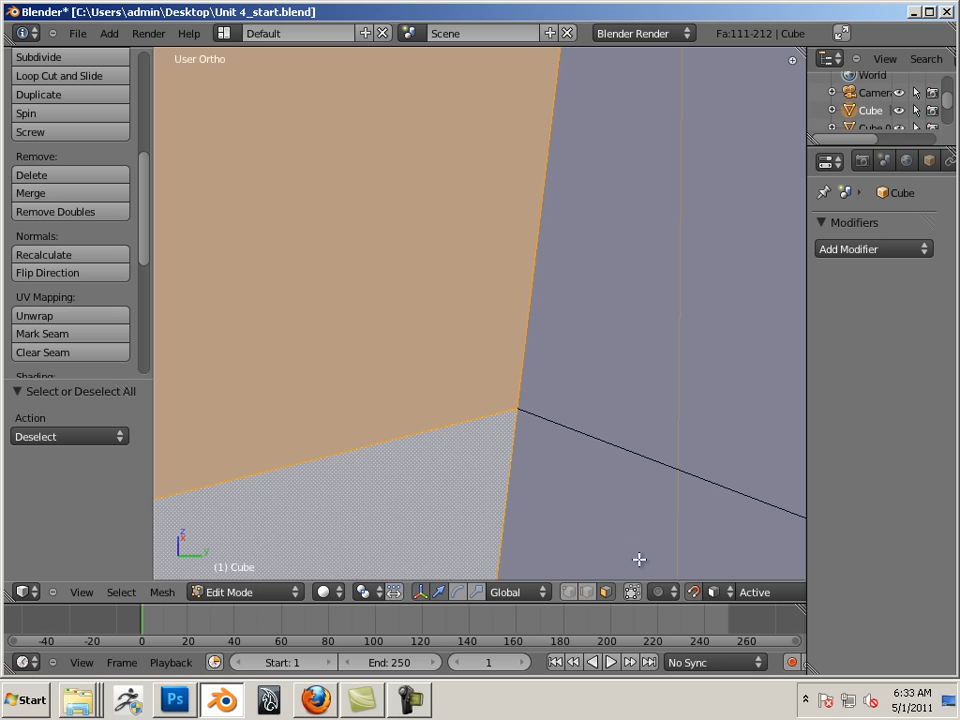 Blender* [C:\Users\admin\Desktop\Unit 4_start.blend]
File Add Render Help Default Scene Blender Render Fa:111-212 | Cube
Subdivide
Loop Cut and Slide
Duplicate
Spin
Screw
Remove:
Delete
Merge
Remove Doubles
Normals:
Recalculate
Flip Direction
UV Mapping:
Unwrap
Mark Seam
Clear Seam
Shading:
Select or Deselect All
Action
Deselect
User Ortho
z
x
y
(1) Cube
View Search
World
Camer
Cube
Cube.0
Cube
Modifiers
Add Modifier
View Select Mesh Edit Mode Global Active
-40 -20 0 20 40 60 80 100 120 140 160 180 200 220 240 260
View Frame Playback Start: 1 End: 250 1 No Sync
Start Ps 6:33 AM
5/1/2011